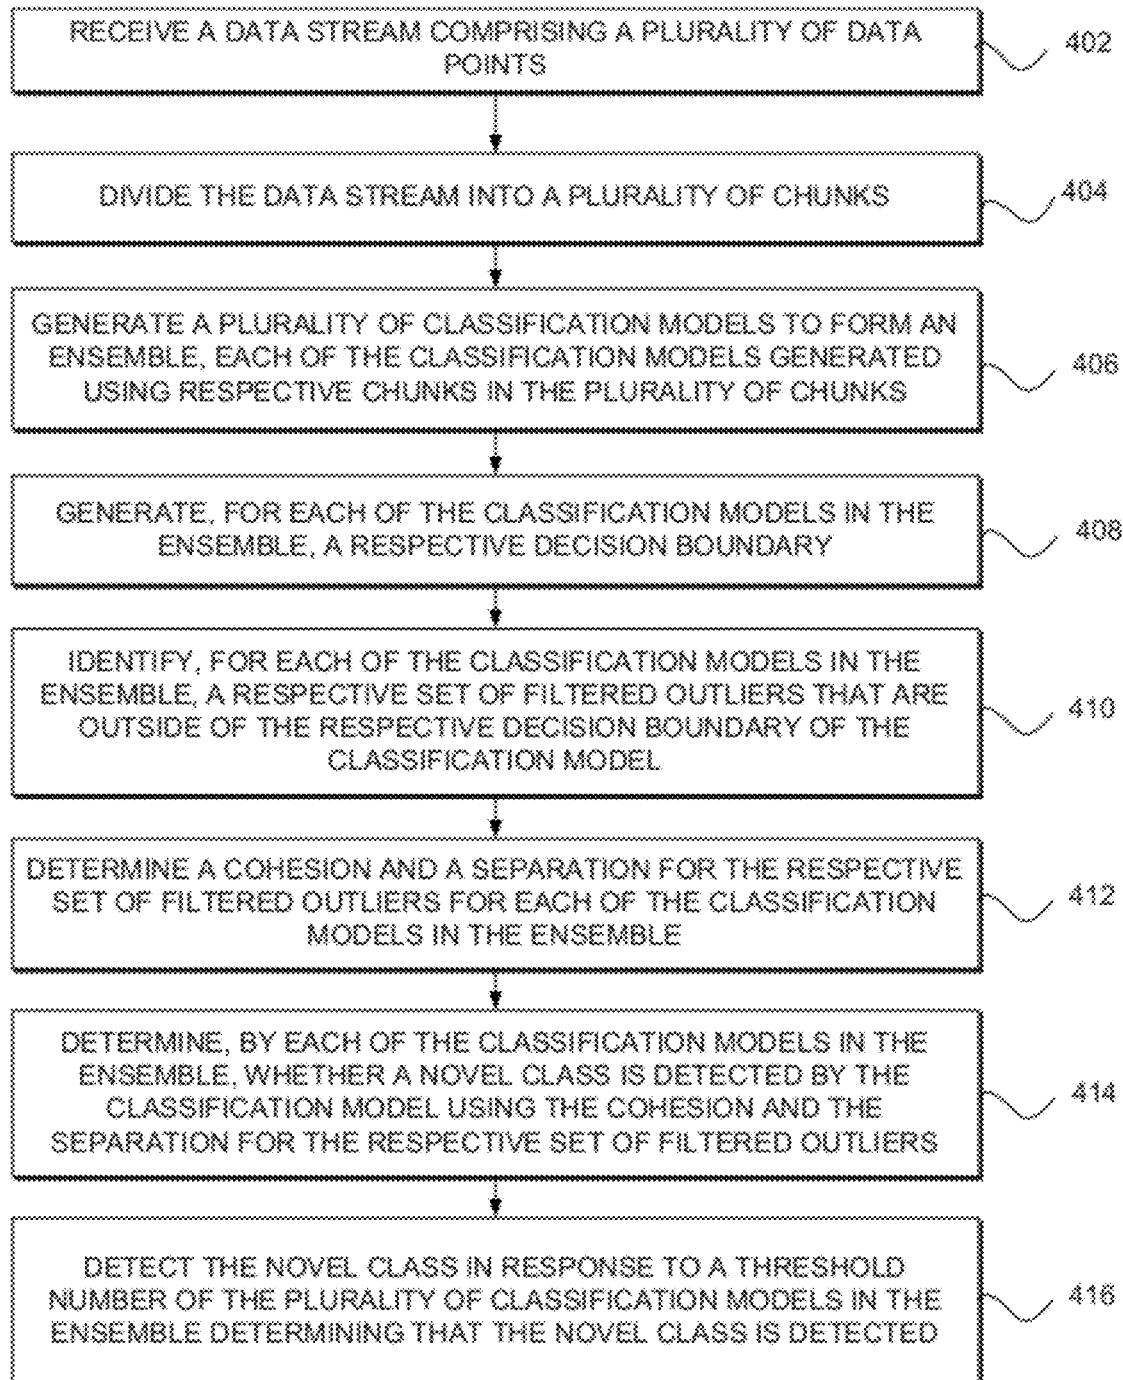 RECEIVE A DATA STREAM COMPRISING A PLURALITY OF DATA
POINTS
402
DIVIDE THE DATA STREAM INTO A PLURALITY OF CHUNKS
404
GENERATE A PLURALITY OF CLASSIFICATION MODELS TO FORM AN
ENSEMBLE, EACH OF THE CLASSIFICATION MODELS GENERATED
USING RESPECTIVE CHUNKS IN THE PLURALITY OF CHUNKS
406
GENERATE, FOR EACH OF THE CLASSIFICATION MODELS IN THE
ENSEMBLE, A RESPECTIVE DECISION BOUNDARY
408
IDENTIFY, FOR EACH OF THE CLASSIFICATION MODELS IN THE
ENSEMBLE, A RESPECTIVE SET OF FILTERED OUTLIERS THAT ARE
OUTSIDE OF THE RESPECTIVE DECISION BOUNDARY OF THE
CLASSIFICATION MODEL
410
DETERMINE A COHESION AND A SEPARATION FOR THE RESPECTIVE
SET OF FILTERED OUTLIERS FOR EACH OF THE CLASSIFICATION
MODELS IN THE ENSEMBLE
412
DETERMINE, BY EACH OF THE CLASSIFICATION MODELS IN THE
ENSEMBLE, WHETHER A NOVEL CLASS IS DETECTED BY THE
CLASSIFICATION MODEL USING THE COHESION AND THE
SEPARATION FOR THE RESPECTIVE SET OF FILTERED OUTLIERS
414
DETECT THE NOVEL CLASS IN RESPONSE TO A THRESHOLD
NUMBER OF THE PLURALITY OF CLASSIFICATION MODELS IN THE
ENSEMBLE DETERMINING THAT THE NOVEL CLASS IS DETECTED
416